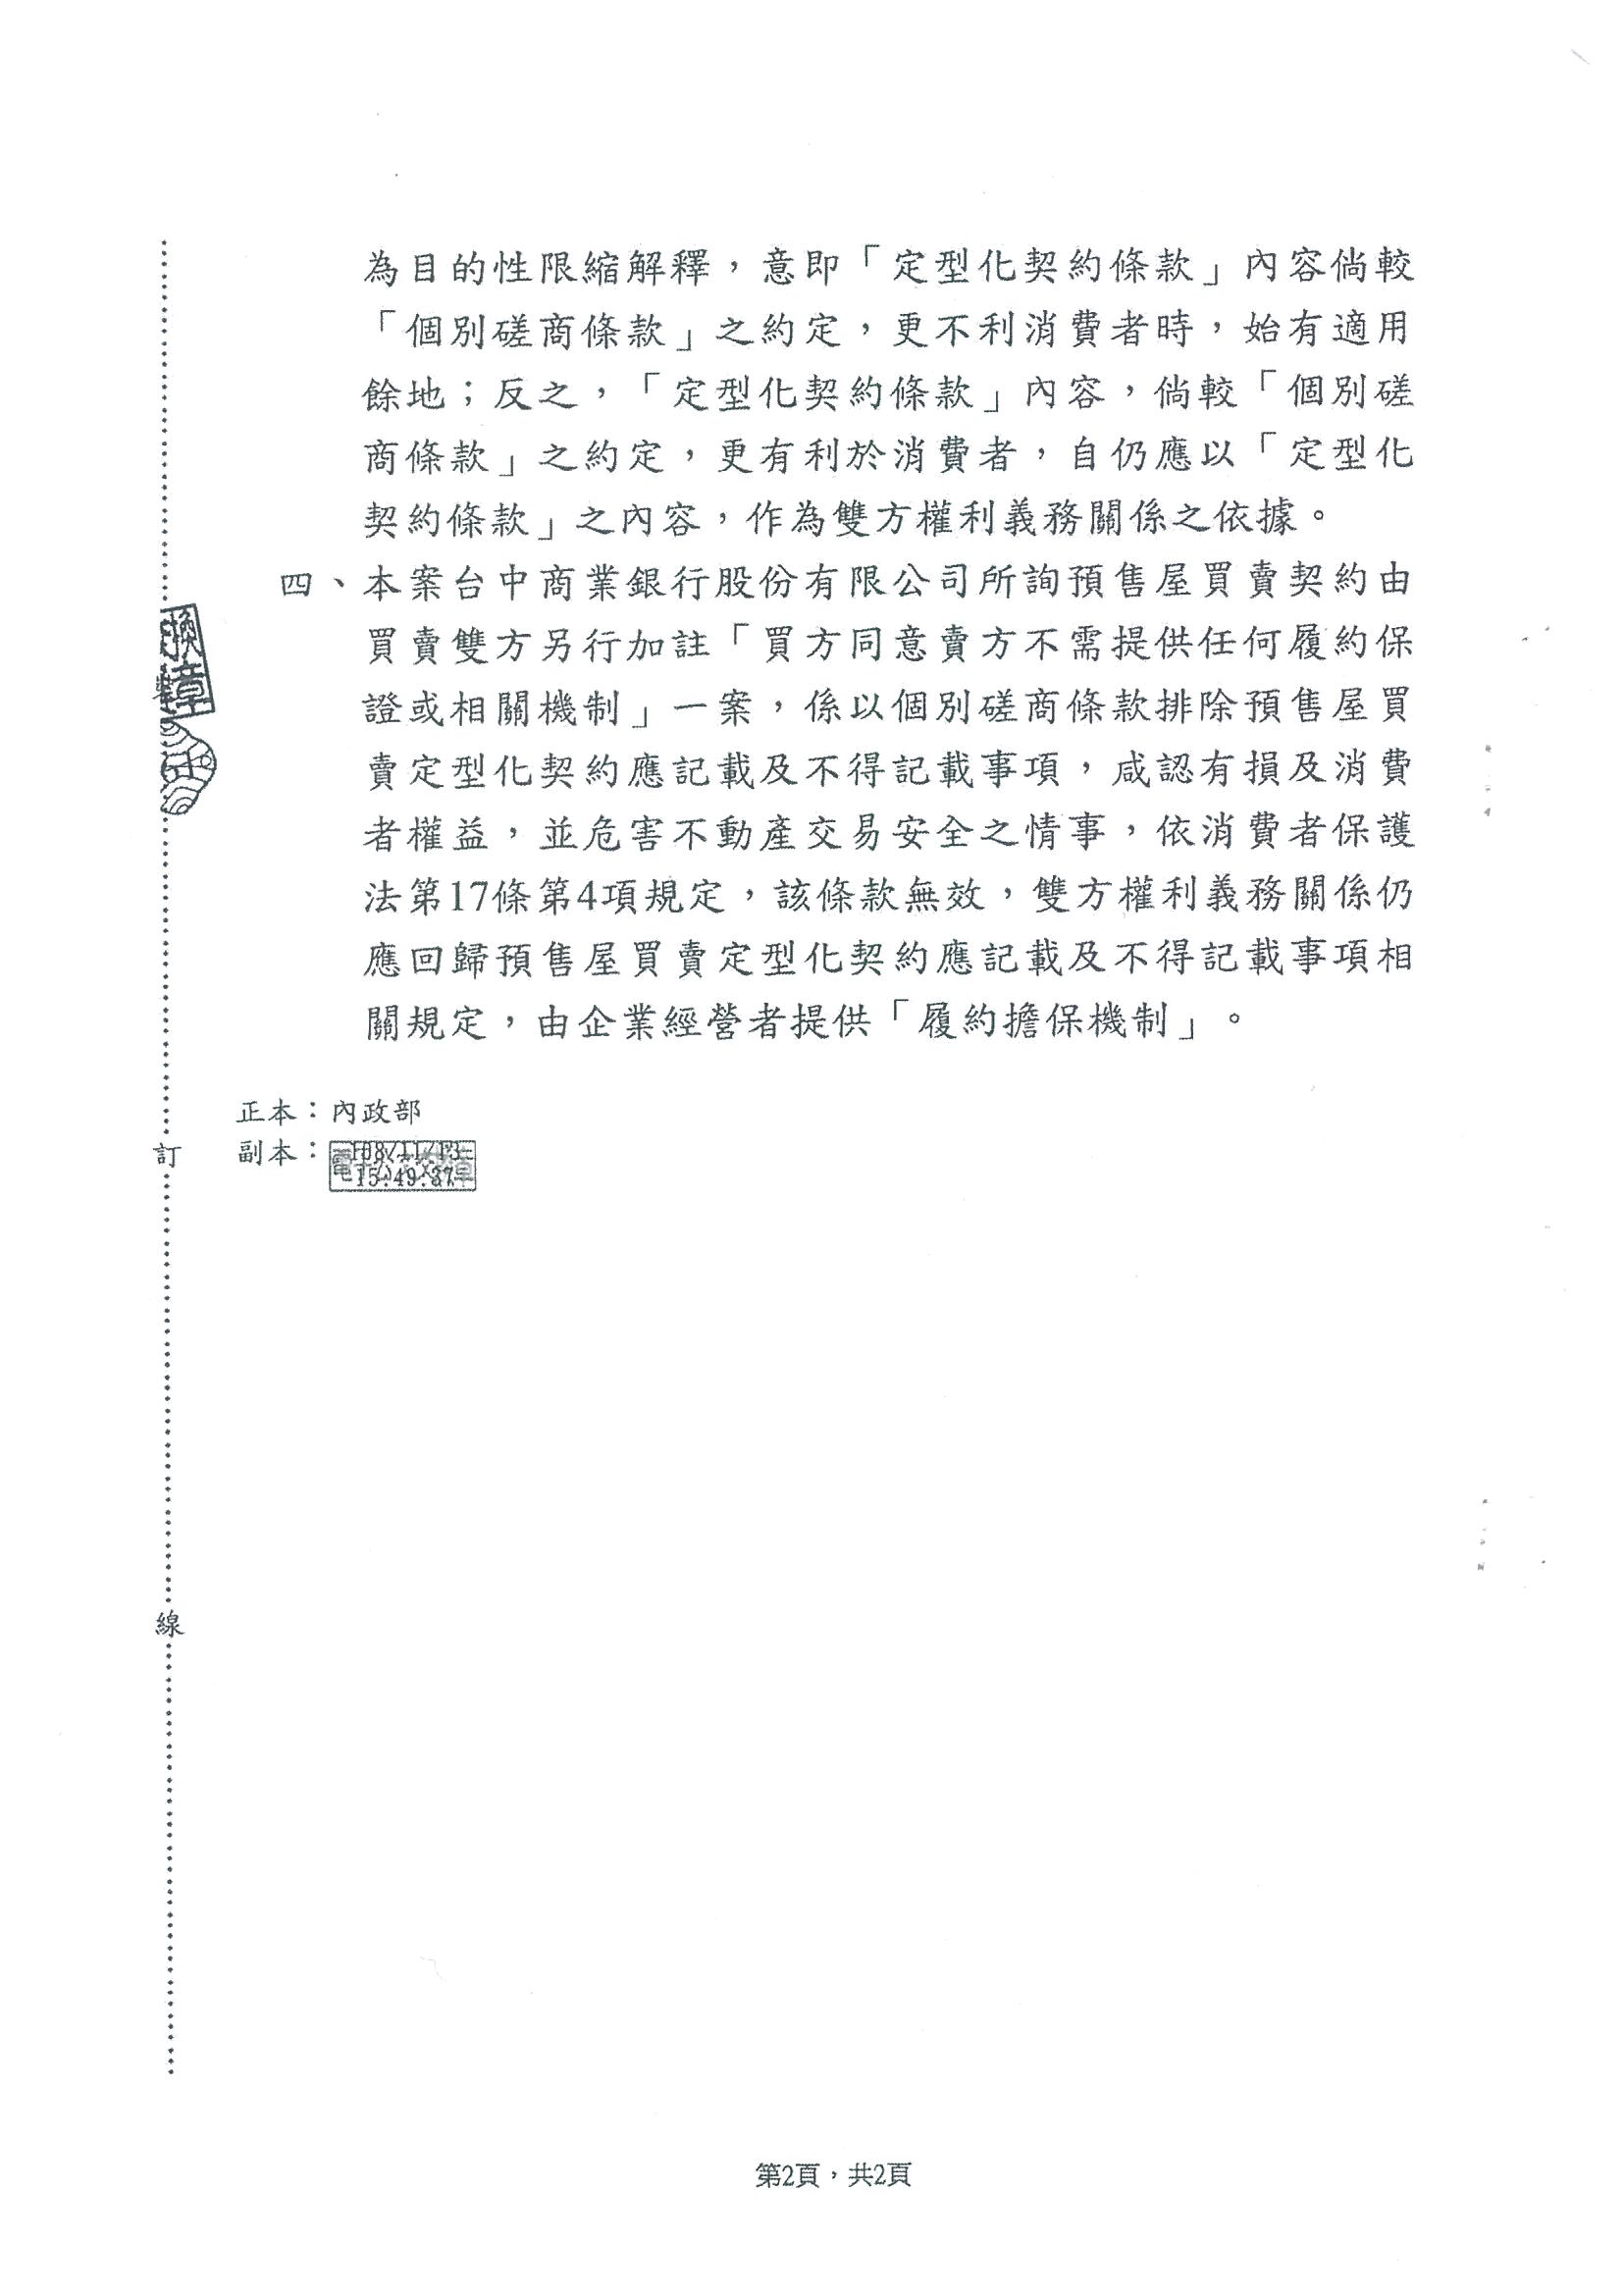 為目的性限縮解釋，意即「定型化契約條款」內容倘較
「個別磋商條款」之約定，更不利消費者時，始有適用
餘地；反之，「定型化契約條款」內容，倘較「個別磋
商條款」之約定，更有利於消費者，自仍應以「定型化
契約條款」之內容，作為雙方權利義務關係之依據。
四、本案台中商業銀行股份有限公司所詢預售屋買賣契約由
買賣雙方另行加註「買方同意賣方不需提供任何履約保
證或相關機制」一案，係以個別磋商條款排除預售屋買
賣定型化契約應記載及不得記載事項，咸認有損及消費
者權益，並危害不動產交易安全之情事，依消費者保護
法第17條第4項規定，該條款無效，雙方權利義務關係仍
應回歸預售屋買賣定型化契約應記載及不得記載事項相
關規定，由企業經營者提供「履約擔保機制」。
正本：內政部
副本：
108/11/13
15:49:37
換
章
訂
線
第2頁，共2頁